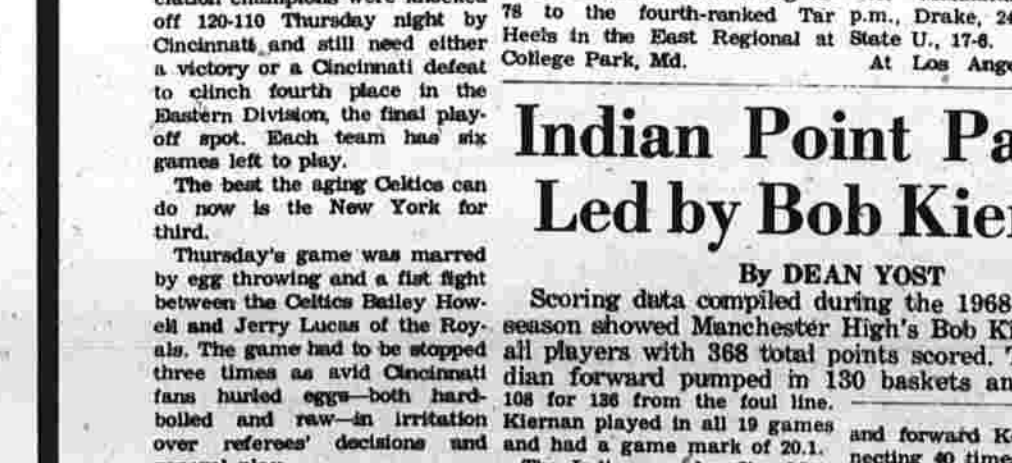 off 120-110 Thursday night by
Cincinnati and still need either
a victory or a Cincinnati defeat
to clinch fourth place in the
Eastern Division, the final play-
off spot. Each team has six
games left to play.
The best the aging Celtics can
do now is tie New York for
third.
Thursday's game was marred
by egg throwing and a fist fight
between the Celtics Bailey How-
ell and Jerry Lucas of the Roy-
als. The game had to be stopped
three times as avid Cincinnati
fans hurled eggs—both hard-
boiled and raw—in irritation
over referees' decisions and
78 to the fourth-ranked Tar
Heels in the East Regional at
College Park, Md.
p.m., Drake, 24
State U., 17-6.
At Los Ange
Indian Point Pa
Led by Bob Kier
By DEAN YOST
Scoring data compiled during the 1968
season showed Manchester High's Bob Ki
all players with 368 total points scored. T
dian forward pumped in 130 baskets an
108 for 136 from the foul line.
Kiernan played in all 19 games
and had a game mark of 20.1.
and forward K
necting 40 time